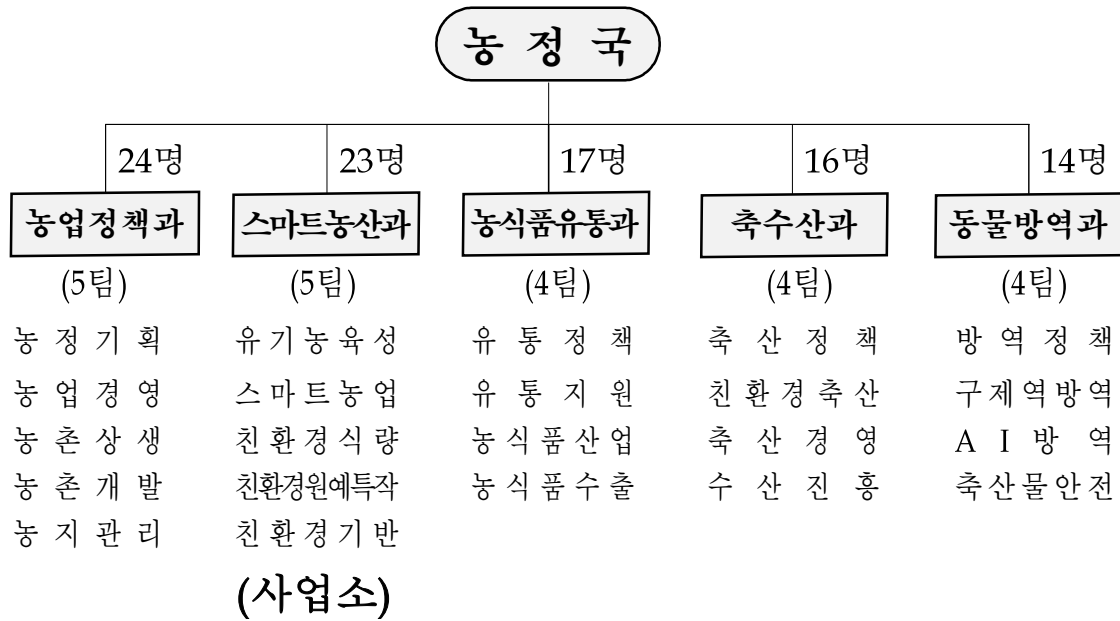 농 정 국
24명 23명 17명 16명 14명
농업정책과 스마트농산과 농식품유통과 축수산과 동물방역과
(5팀) (5팀) (4팀) (4팀) (4팀)
농 정 기 획 유 기 농 육 성 유 통 정 책 축 산 정 책 방 역 정 책
농 업 경 영 스 마 트 농 업 유 통 지 원 친 환 경 축 산 구 제 역 방 역
농 촌 상 생 친 환 경 식 량 농 식 품 산 업 축 산 경 영 A I 방 역
농 촌 개 발 친환경원예특작 농 식 품 수 출 수 산 진 흥 축 산 물 안 전
농 지 관 리 친 환 경 기 반
(사업소)